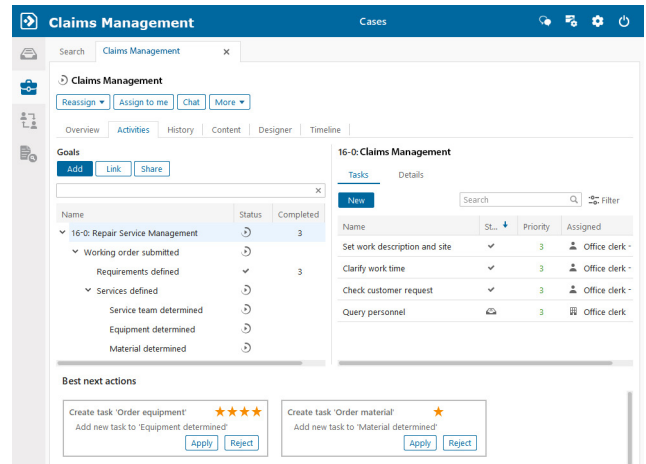 Claims Management
Cases
Search Claims Management ×
Claims Management
Reassign Assign to me Chat More
Overview Activities History Content Designer Timeline
Goals
Add Link Share
Name Status Completed
16-0: Repair Service Management 3
Working order submitted
Requirements defined 3
Services defined
Service team determined
Equipment determined
Material determined
16-0: Claims Management
Tasks Details
New Search Filter
Name St... Priority Assigned
Set work description and site 3 Office clerk -
Clarify work time 3 Office clerk -
Check customer request 3 Office clerk -
Query personnel 3 Office clerk
Best next actions
Create task 'Order equipment'
Add new task to 'Equipment determined'
Apply Reject
Create task 'Order material'
Add new task to 'Material determined'
Apply Reject